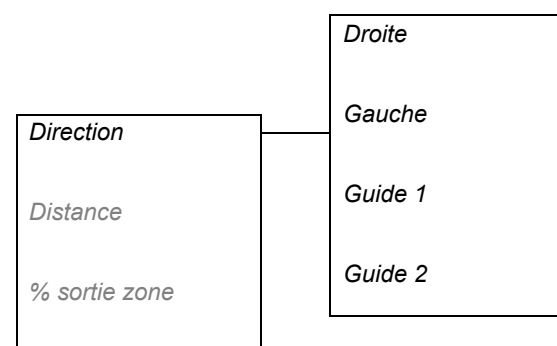 Direction
Distance
% sortie zone
Droite
Gauche
Guide 1
Guide 2